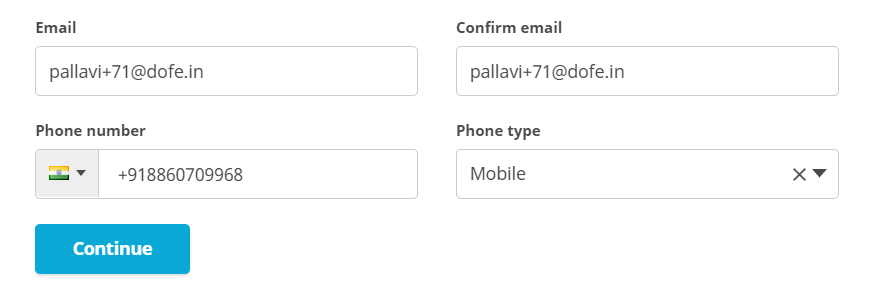 Email Confirm email
pallavi+71@dofe.in pallavi+71@dofe.in
Phone number Phone type
+918860709968 Mobile
Continue